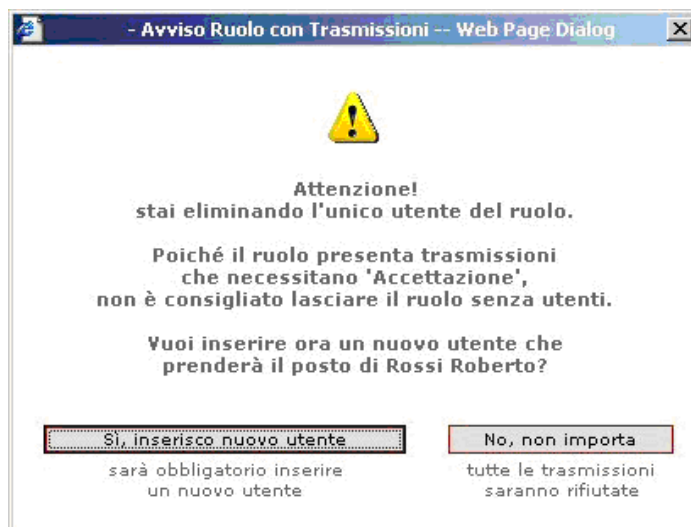 - Avviso Ruolo con Trasmissioni -- Web Page Dialog
Attenzione!
stai eliminando l'unico utente del ruolo.
Poiché il ruolo presenta trasmissioni
che necessitano 'Accettazione',
non è consigliato lasciare il ruolo senza utenti.
Vuoi inserire ora un nuovo utente che
prenderà il posto di Rossi Roberto?
Sì, inserisco nuovo utente
sarà obbligatorio inserire
un nuovo utente
No, non importa
tutte le trasmissioni
saranno rifiutate